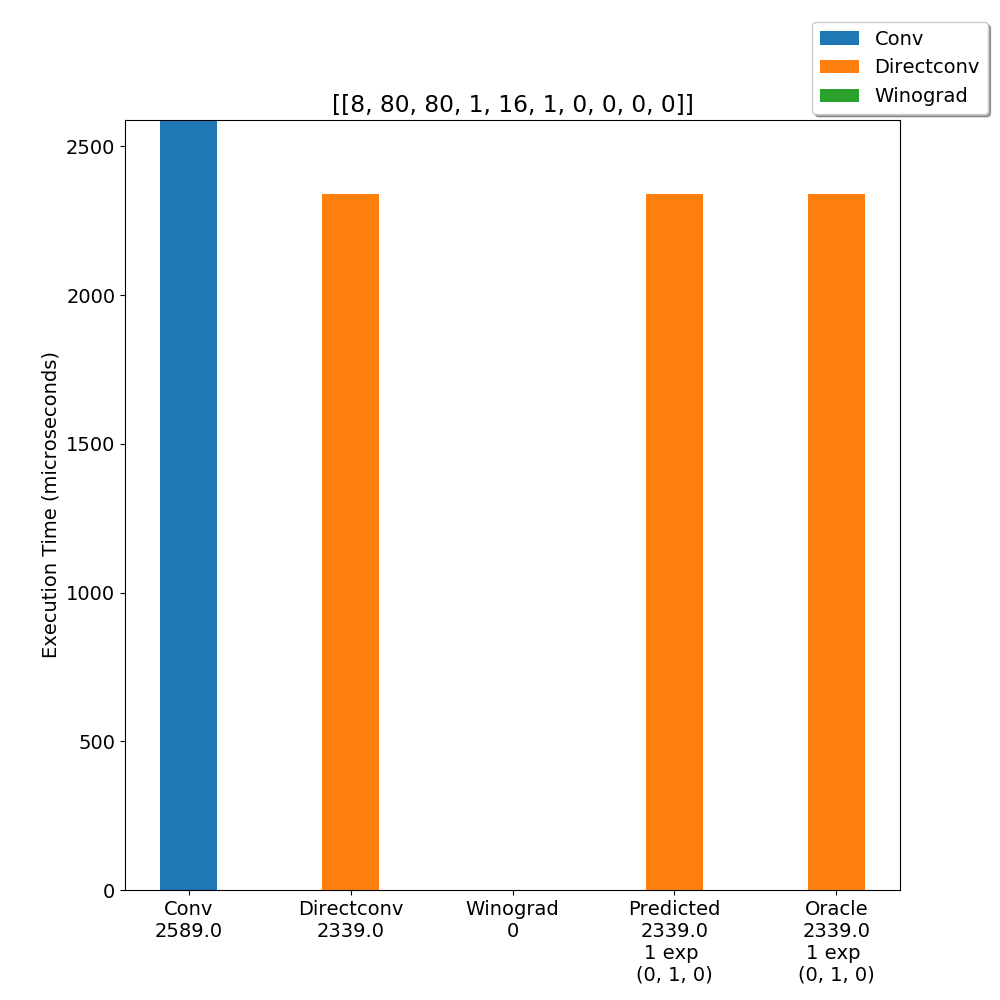 Conv
Directconv
Winograd
[[8, 80, 80, 1, 16, 1, 0, 0, 0, 0]]
Execution Time (microseconds)
2500
2000
1500
1000
500
0
Conv
2589.0
Directconv
2339.0
Winograd
0
Predicted
2339.0
1 exp
(0, 1, 0)
Oracle
2339.0
1 exp
(0, 1, 0)